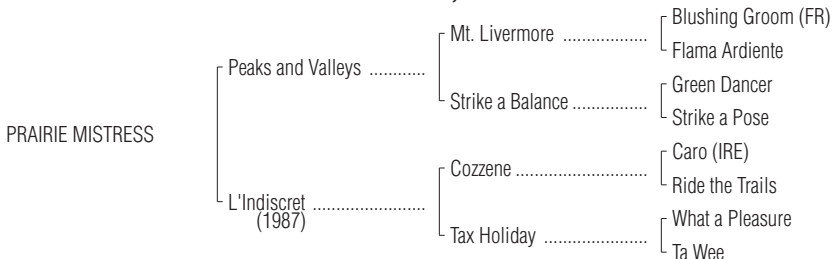 Blushing Groom (FR)
Mt. Livermore ..................
Flama Ardiente
Peaks and Valleys ............
Green Dancer
Strike a Balance ................
Strike a Pose
PRAIRIE MISTRESS
Caro (IRE)
Cozzene ............................
Ride the Trails
L'Indiscret ........................
(1987)
What a Pleasure
Tax Holiday ......................
Ta Wee